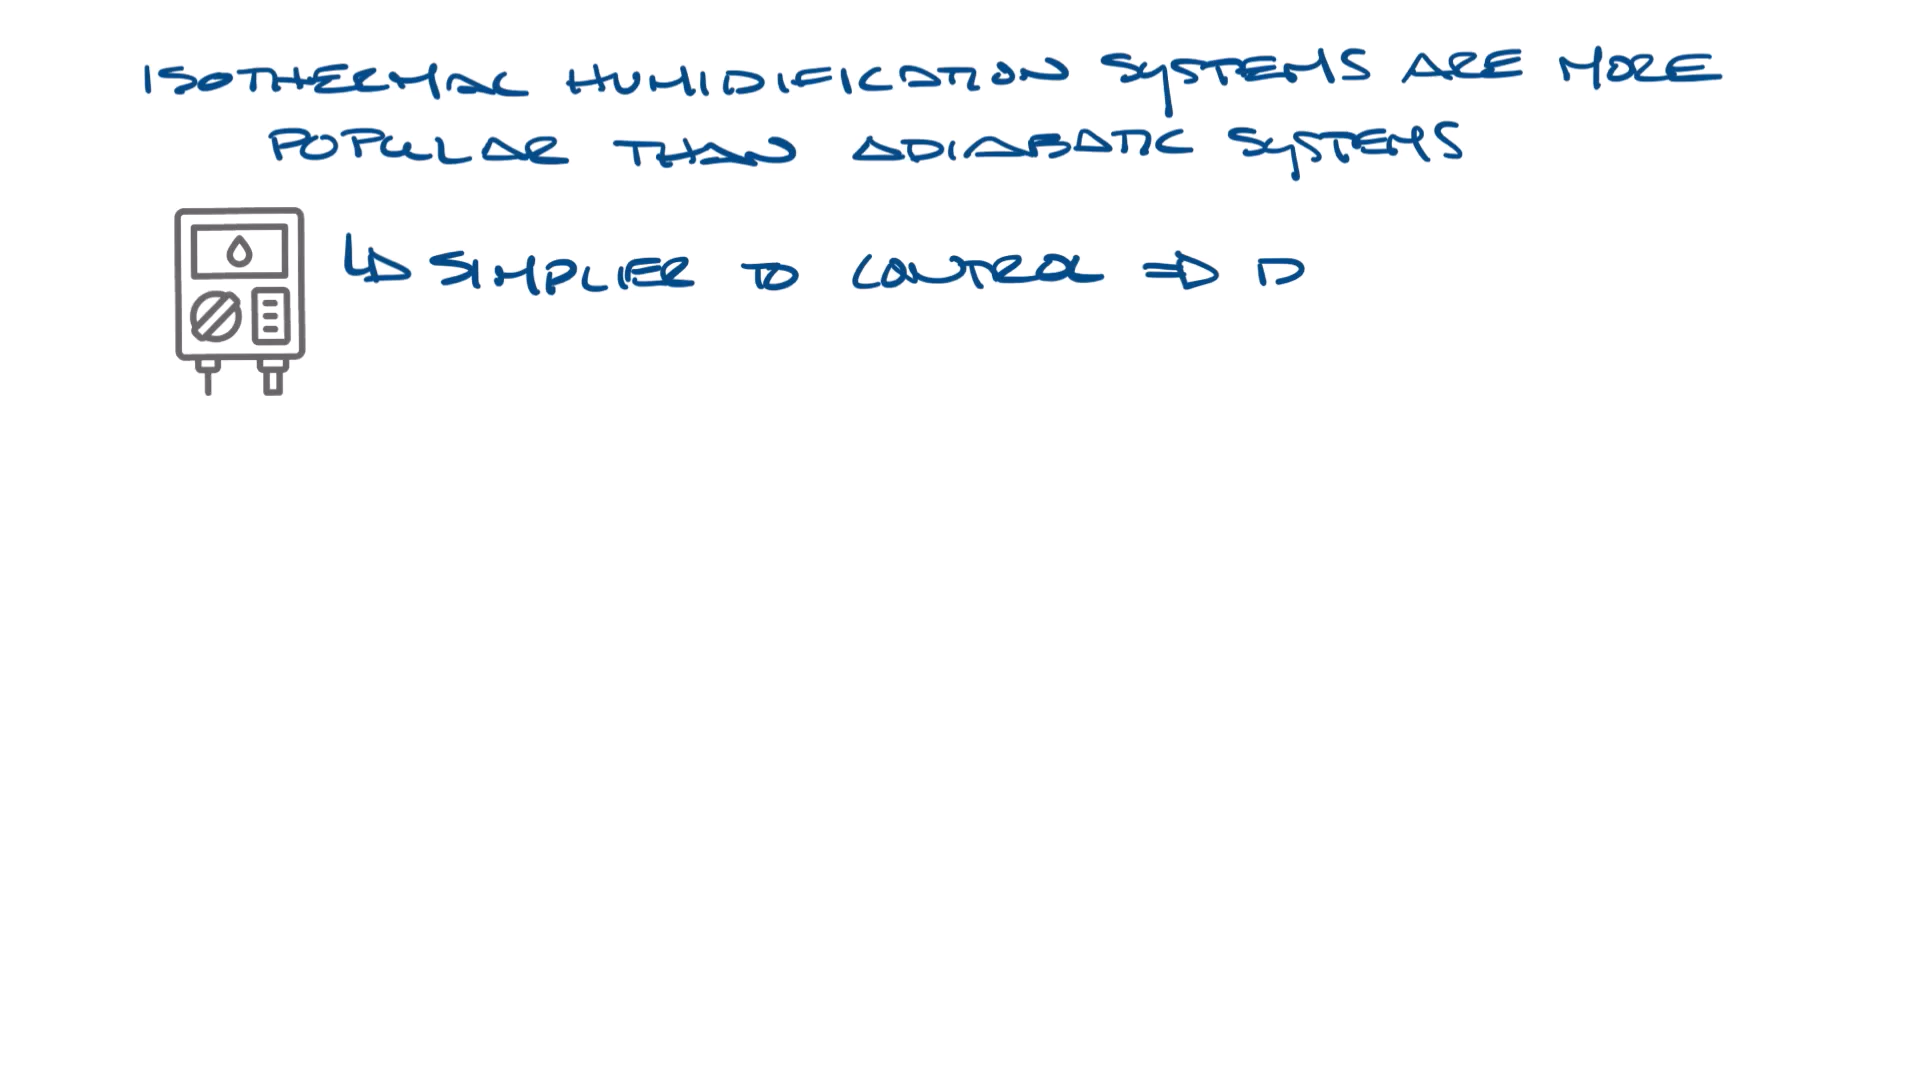 ISOTHERMAL HUMIDIFICATION SYSTEMS ARE MORE
POPULAR THAN ADIABATIC SYSTEMS
↳ SIMPLIER TO CONTROL ⇒ D